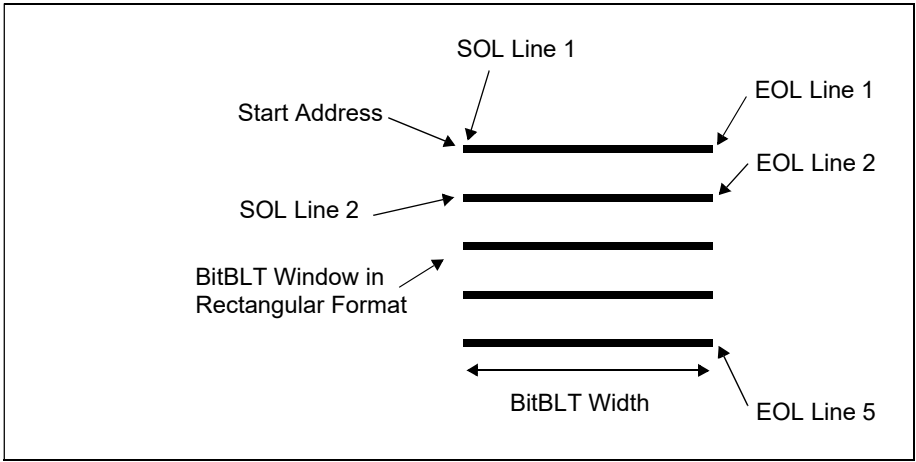 SOL Line 1
EOL Line 1
Start Address
EOL Line 2
SOL Line 2
BitBLT Window in
Rectangular Format
BitBLT Width
EOL Line 5